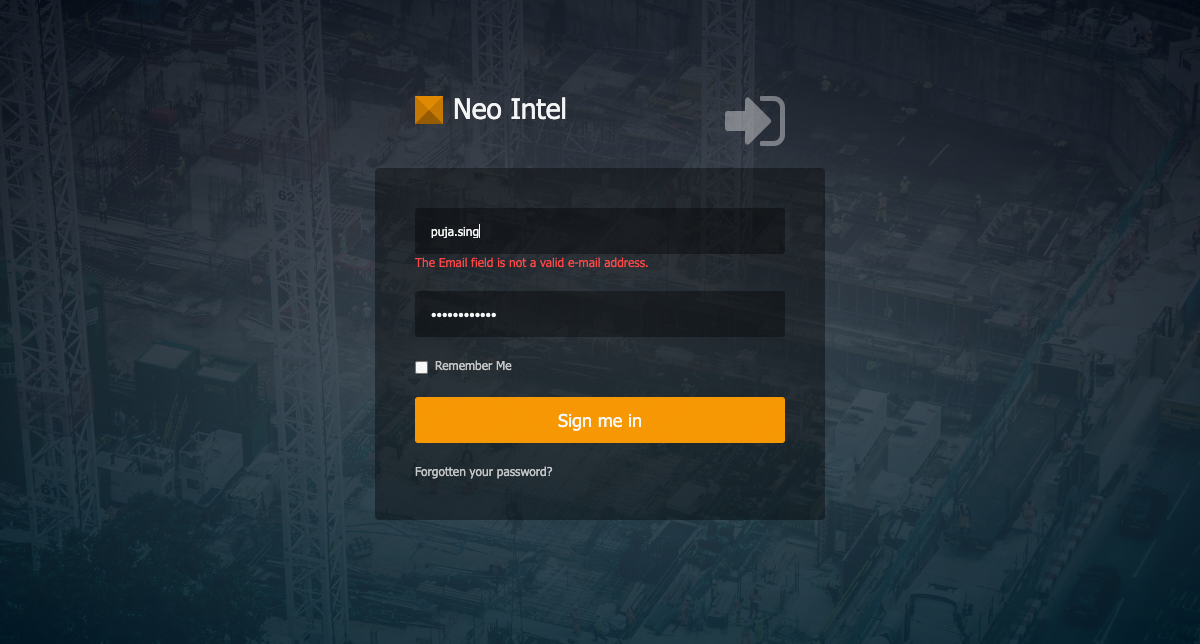 Neo Intel
62
puja.sing
The Email field is not a valid e-mail address.
••••••••••••
Remember Me
Sign me in
Forgotten your password?